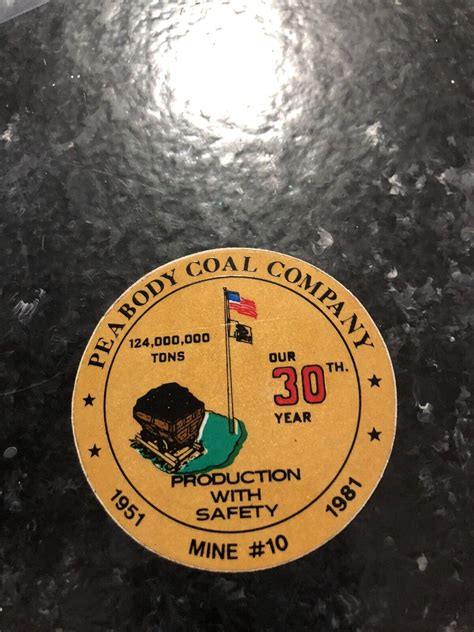 PEABODY COAL COMPANY
124,000,000
TONS
OUR
30TH.
YEAR
PRODUCTION
WITH
SAFETY
1951
MINE #10
1981